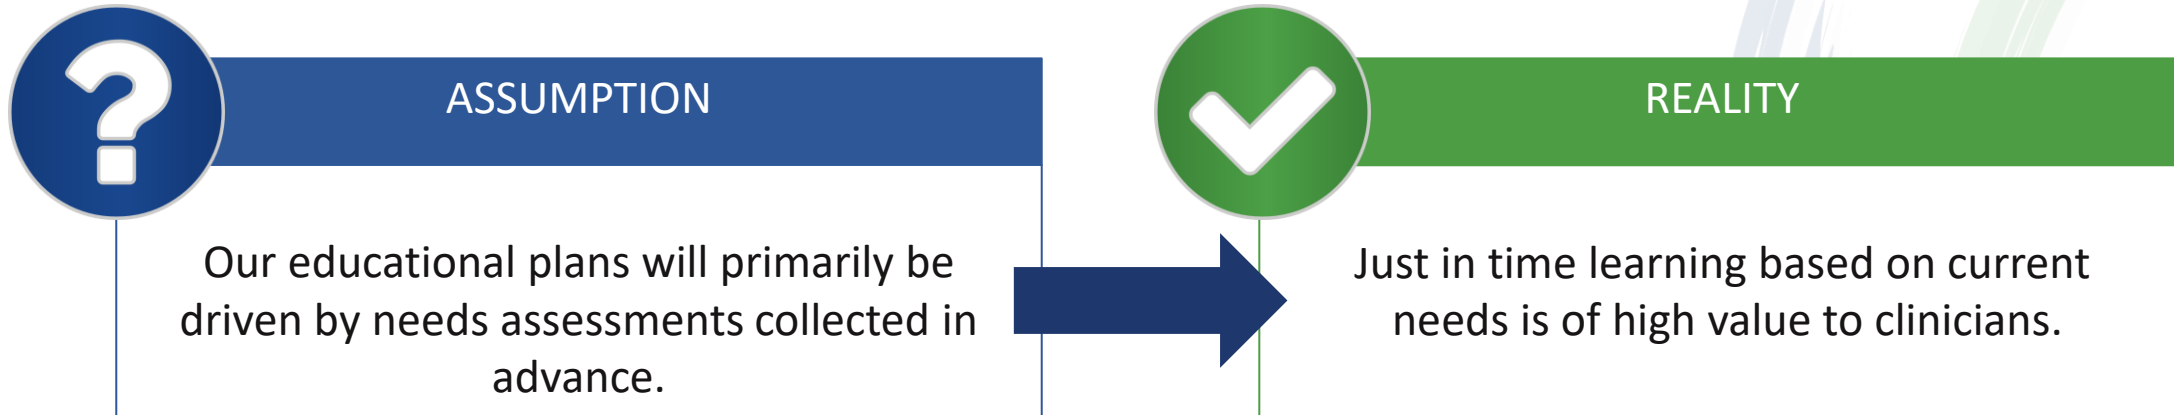 ASSUMPTION
Our educational plans will primarily be
driven by needs assessments collected in
advance.
REALITY
Just in time learning based on current
needs is of high value to clinicians.